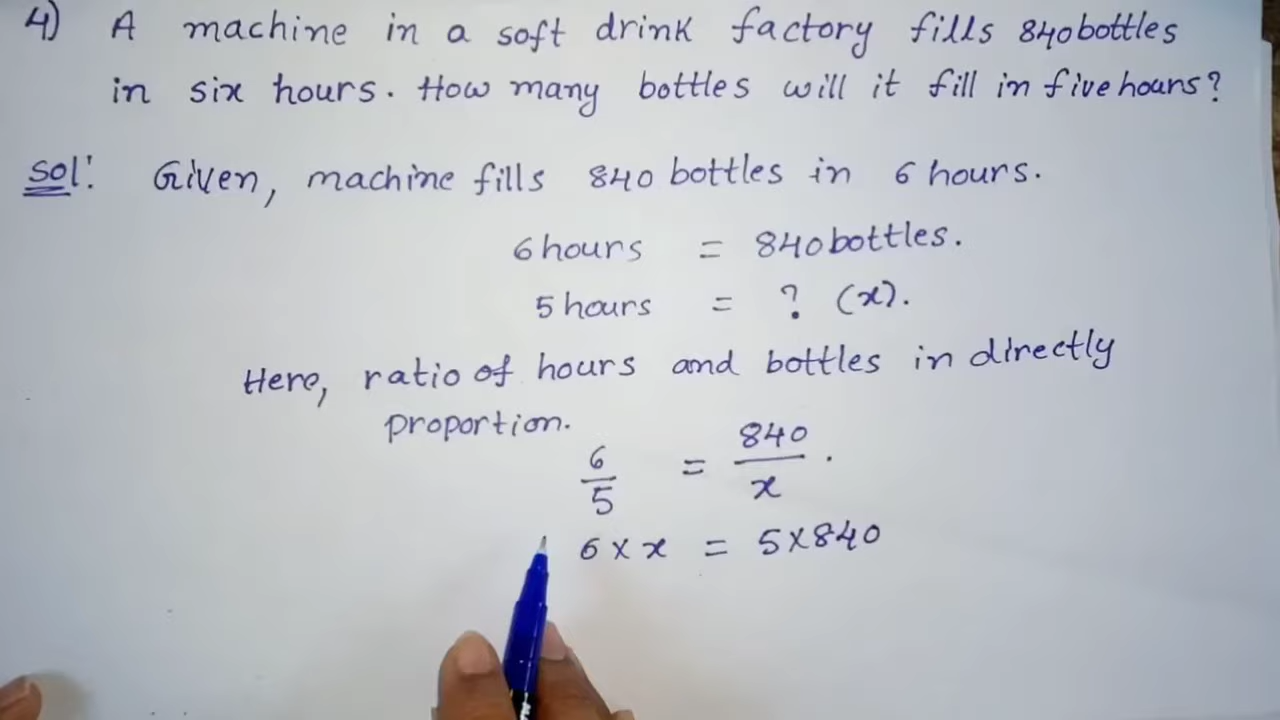 4) A machine in a soft drink factory fills 840 bottles
in six hours. How many bottles will it fill in five hours?
Sol: Given, machine fills 840 bottles in 6 hours.
6 hours = 840 bottles.
5 hours = ? (x).
Here, ratio of hours and bottles in directly
proportion.
6/5 = 840/x .
6 × x = 5 × 840